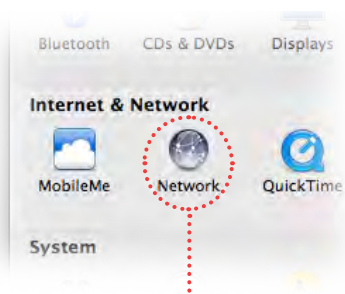 Bluetooth CDs & DVDs Displays
Internet & Network
MobileMe Network QuickTime
System